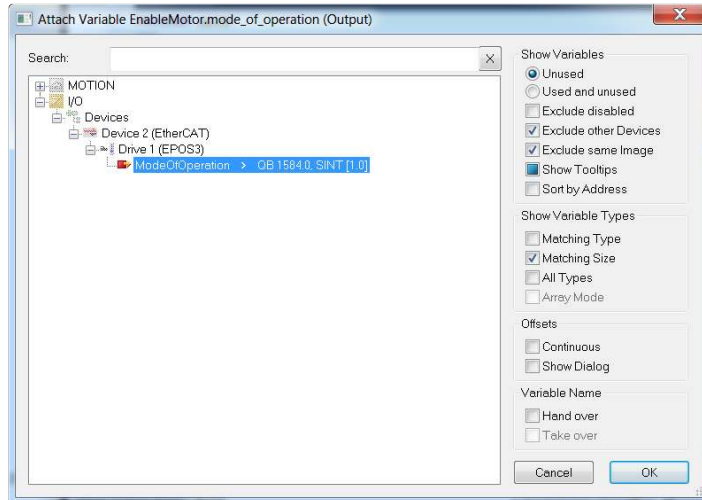 Attach Variable EnableMotor.mode_of_operation (Output)
Search:
MOTION
I/O
Devices
Device 2 (EtherCAT)
Drive 1 (EPOS3)
ModeOfOperation > QB 1584.0, SINT [1.0]
Show Variables
Unused
Used and unused
Exclude disabled
Exclude other Devices
Exclude same Image
Show Tooltips
Sort by Address
Show Variable Types
Matching Type
Matching Size
All Types
Array Mode
Offsets
Continuous
Show Dialog
Variable Name
Hand over
Take over
Cancel
OK